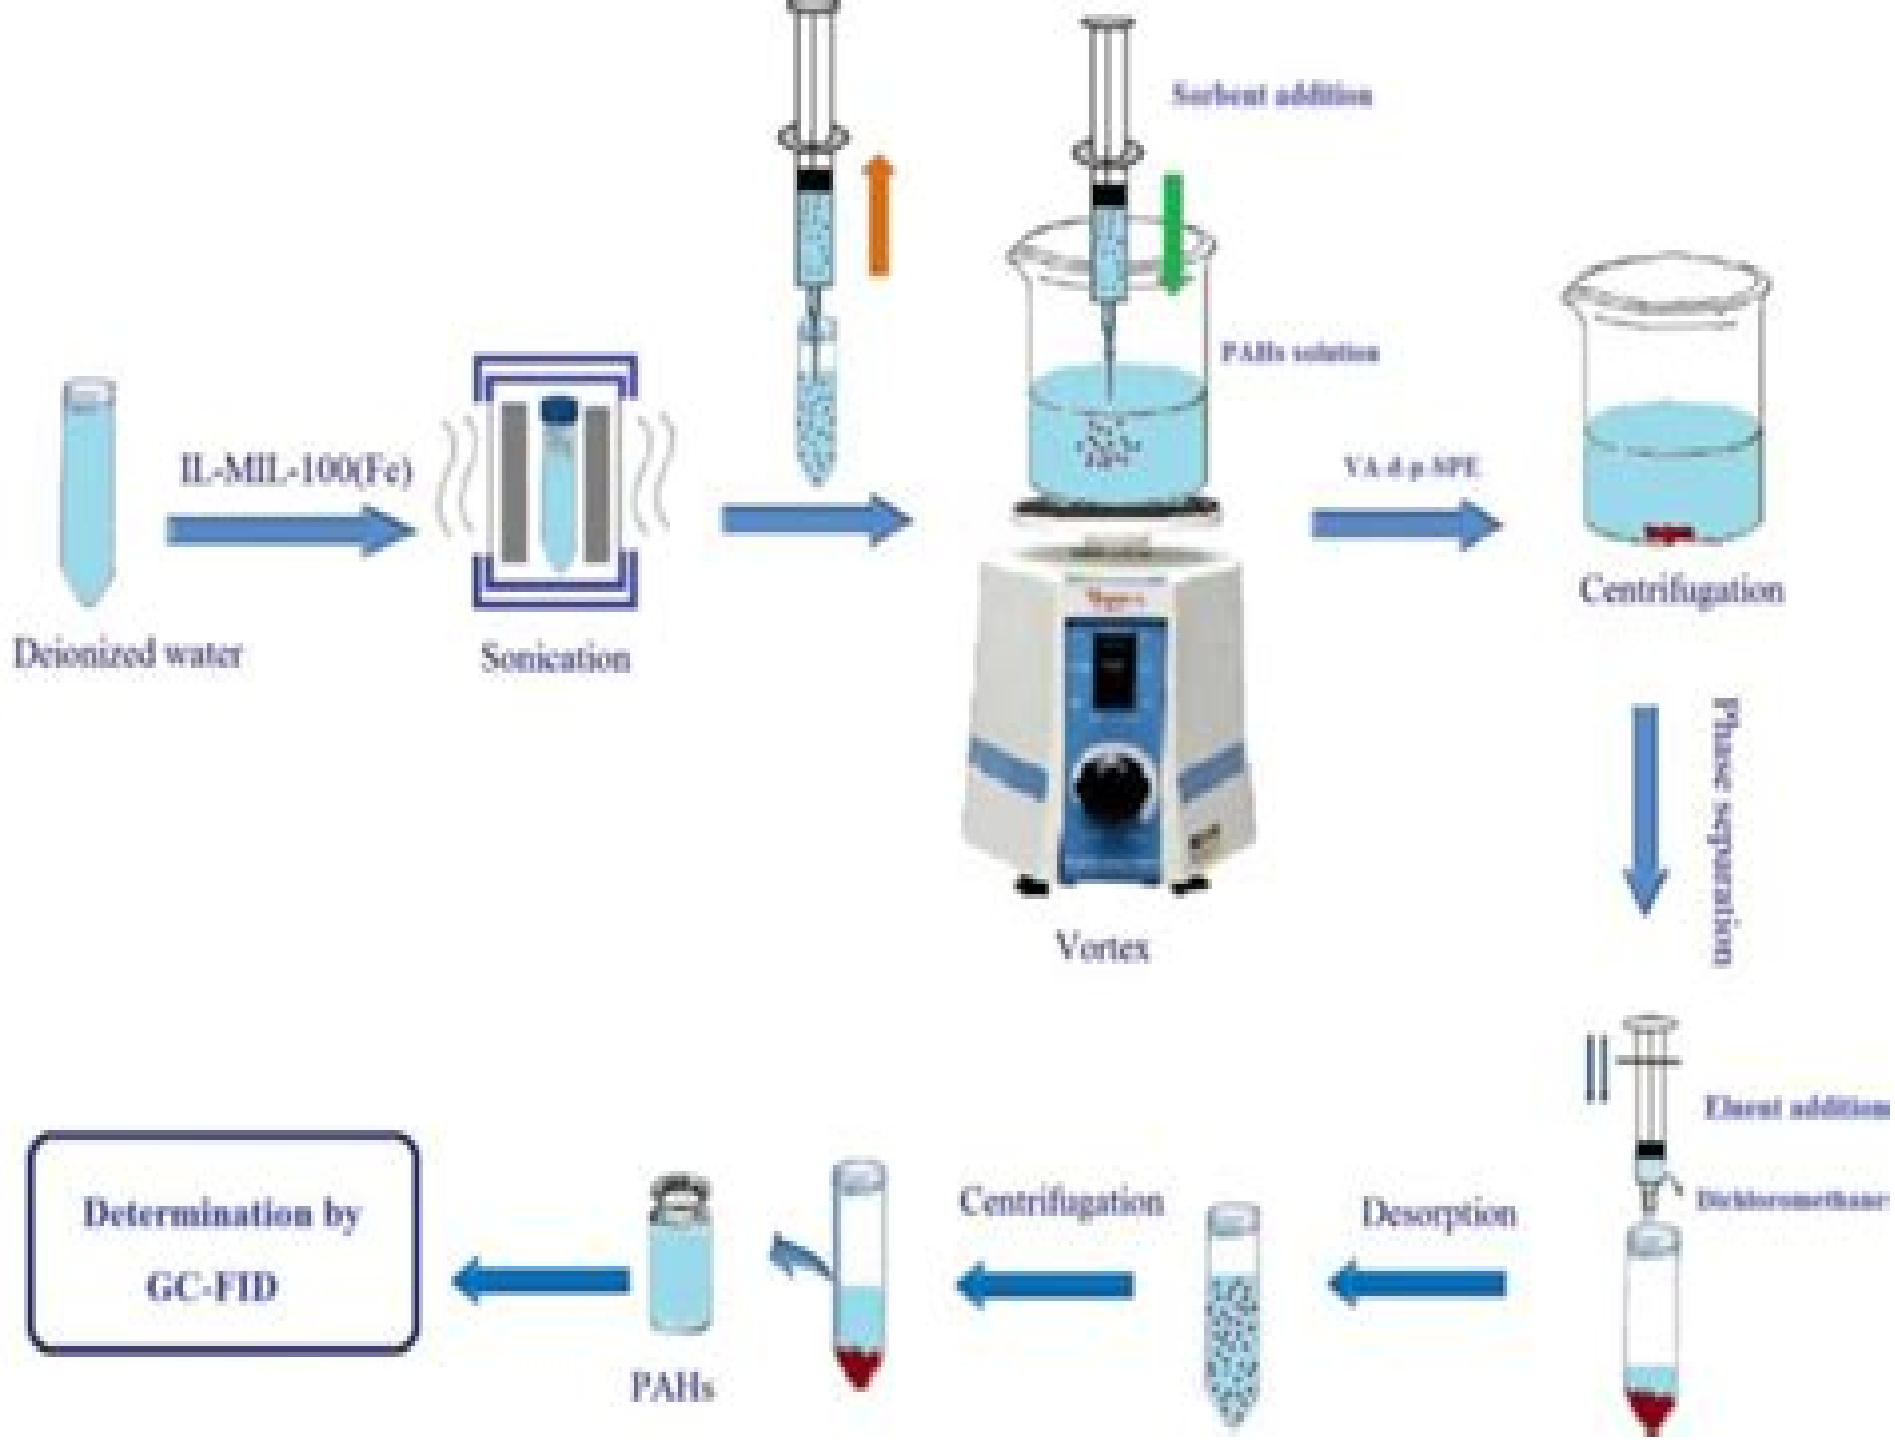 Sorbent addition
PAHs solution
IL-MIL-100(Fe)
VA-d-μ-SPE
Deionized water
Sonication
Vortex
Centrifugation
Phase separation
Eluent addition
Dichloromethane
Desorption
Centrifugation
PAHs
Determination by
GC-FID